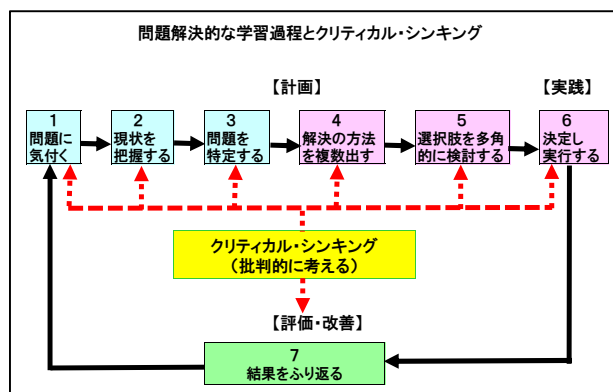 問題解決的な学習過程とクリティカル・シンキング
【計画】
【実践】
1
問題に
気付く
2
現状を
把握する
3
問題を
特定する
4
解決の方法
を複数出す
5
選択肢を多角
的に検討する
6
決定し
実行する
クリティカル・シンキング
（批判的に考える）
【評価・改善】
7
結果をふり返る